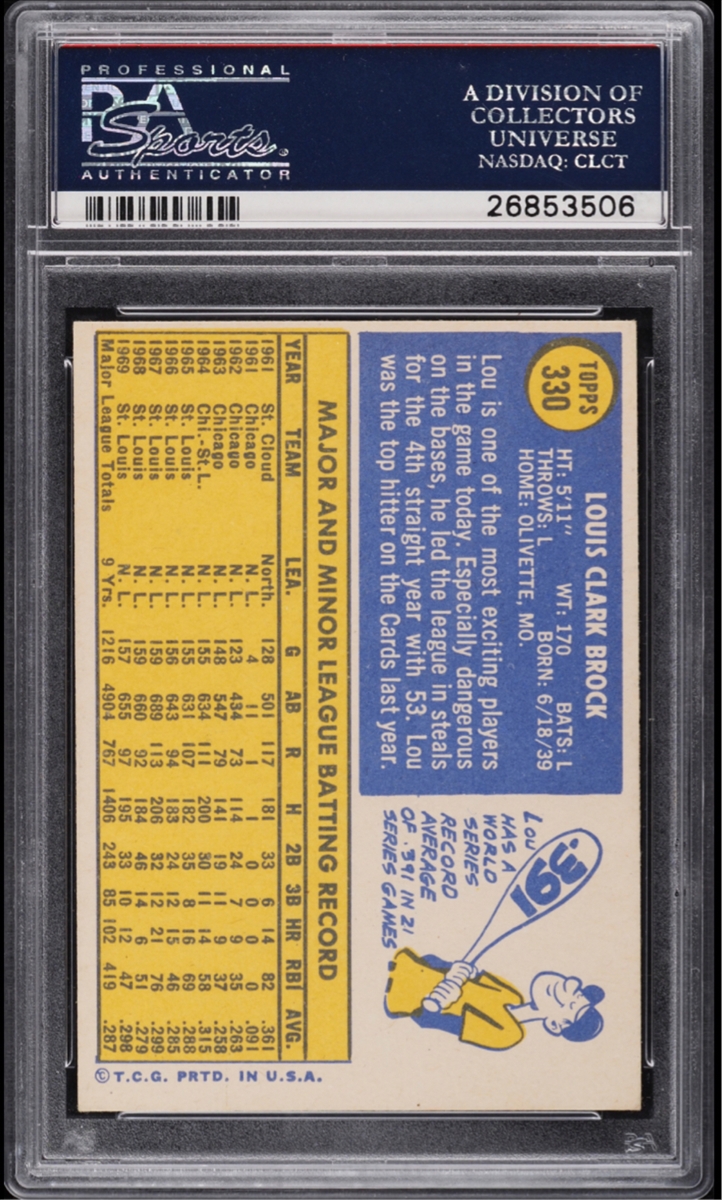 PROFESSIONAL
PSA
Sports
AUTHENTICATOR
A DIVISION OF
COLLECTORS
UNIVERSE
NASDAQ: CLCT
26853506
TOPPS
330
LOUIS CLARK BROCK
HT: 5'11" WT: 170 BATS: L
THROWS: L BORN: 6/18/39
HOME: OLIVETTE, MO.
Lou is one of the most exciting players
in the game today. Especially dangerous
on the bases, he led the league in steals
for the 4th straight year with 53. Lou
was the top hitter on the Cards last year.
.391
LOU
HAS A
WORLD
SERIES
RECORD
AVERAGE
OF .391 IN 21
SERIES GAMES
MAJOR AND MINOR LEAGUE BATTING RECORD
YEAR TEAM LEA. G AB R H 2B 3B HR RBI AVG.
1961 St. Cloud North. 128 501 117 181 33 6 14 82 .361
1961 Chicago N. L. 4 11 1 1 0 0 0 0 .091
1962 Chicago N. L. 123 434 73 114 24 7 9 35 .263
1963 Chicago N. L. 148 547 79 141 19 11 9 37 .258
1964 Chi.-St.L. N. L. 155 634 111 200 30 11 14 58 .315
1965 St. Louis N. L. 155 631 107 182 35 8 16 69 .288
1966 St. Louis N. L. 156 643 94 183 24 12 15 46 .285
1967 St. Louis N. L. 159 689 113 206 32 12 21 76 .299
1968 St. Louis N. L. 159 660 92 184 46 14 6 51 .279
1969 St. Louis N. L. 157 655 97 195 33 10 12 47 .298
Major League Totals 9 Yrs. 1216 4904 767 1406 243 85 102 419 .287
© T.C.G. PRTD. IN U.S.A.